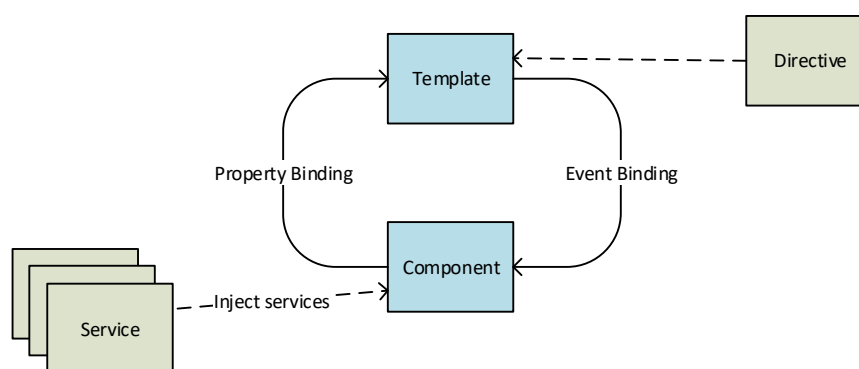 Template
Directive
Property Binding
Event Binding
Component
Inject services
Service